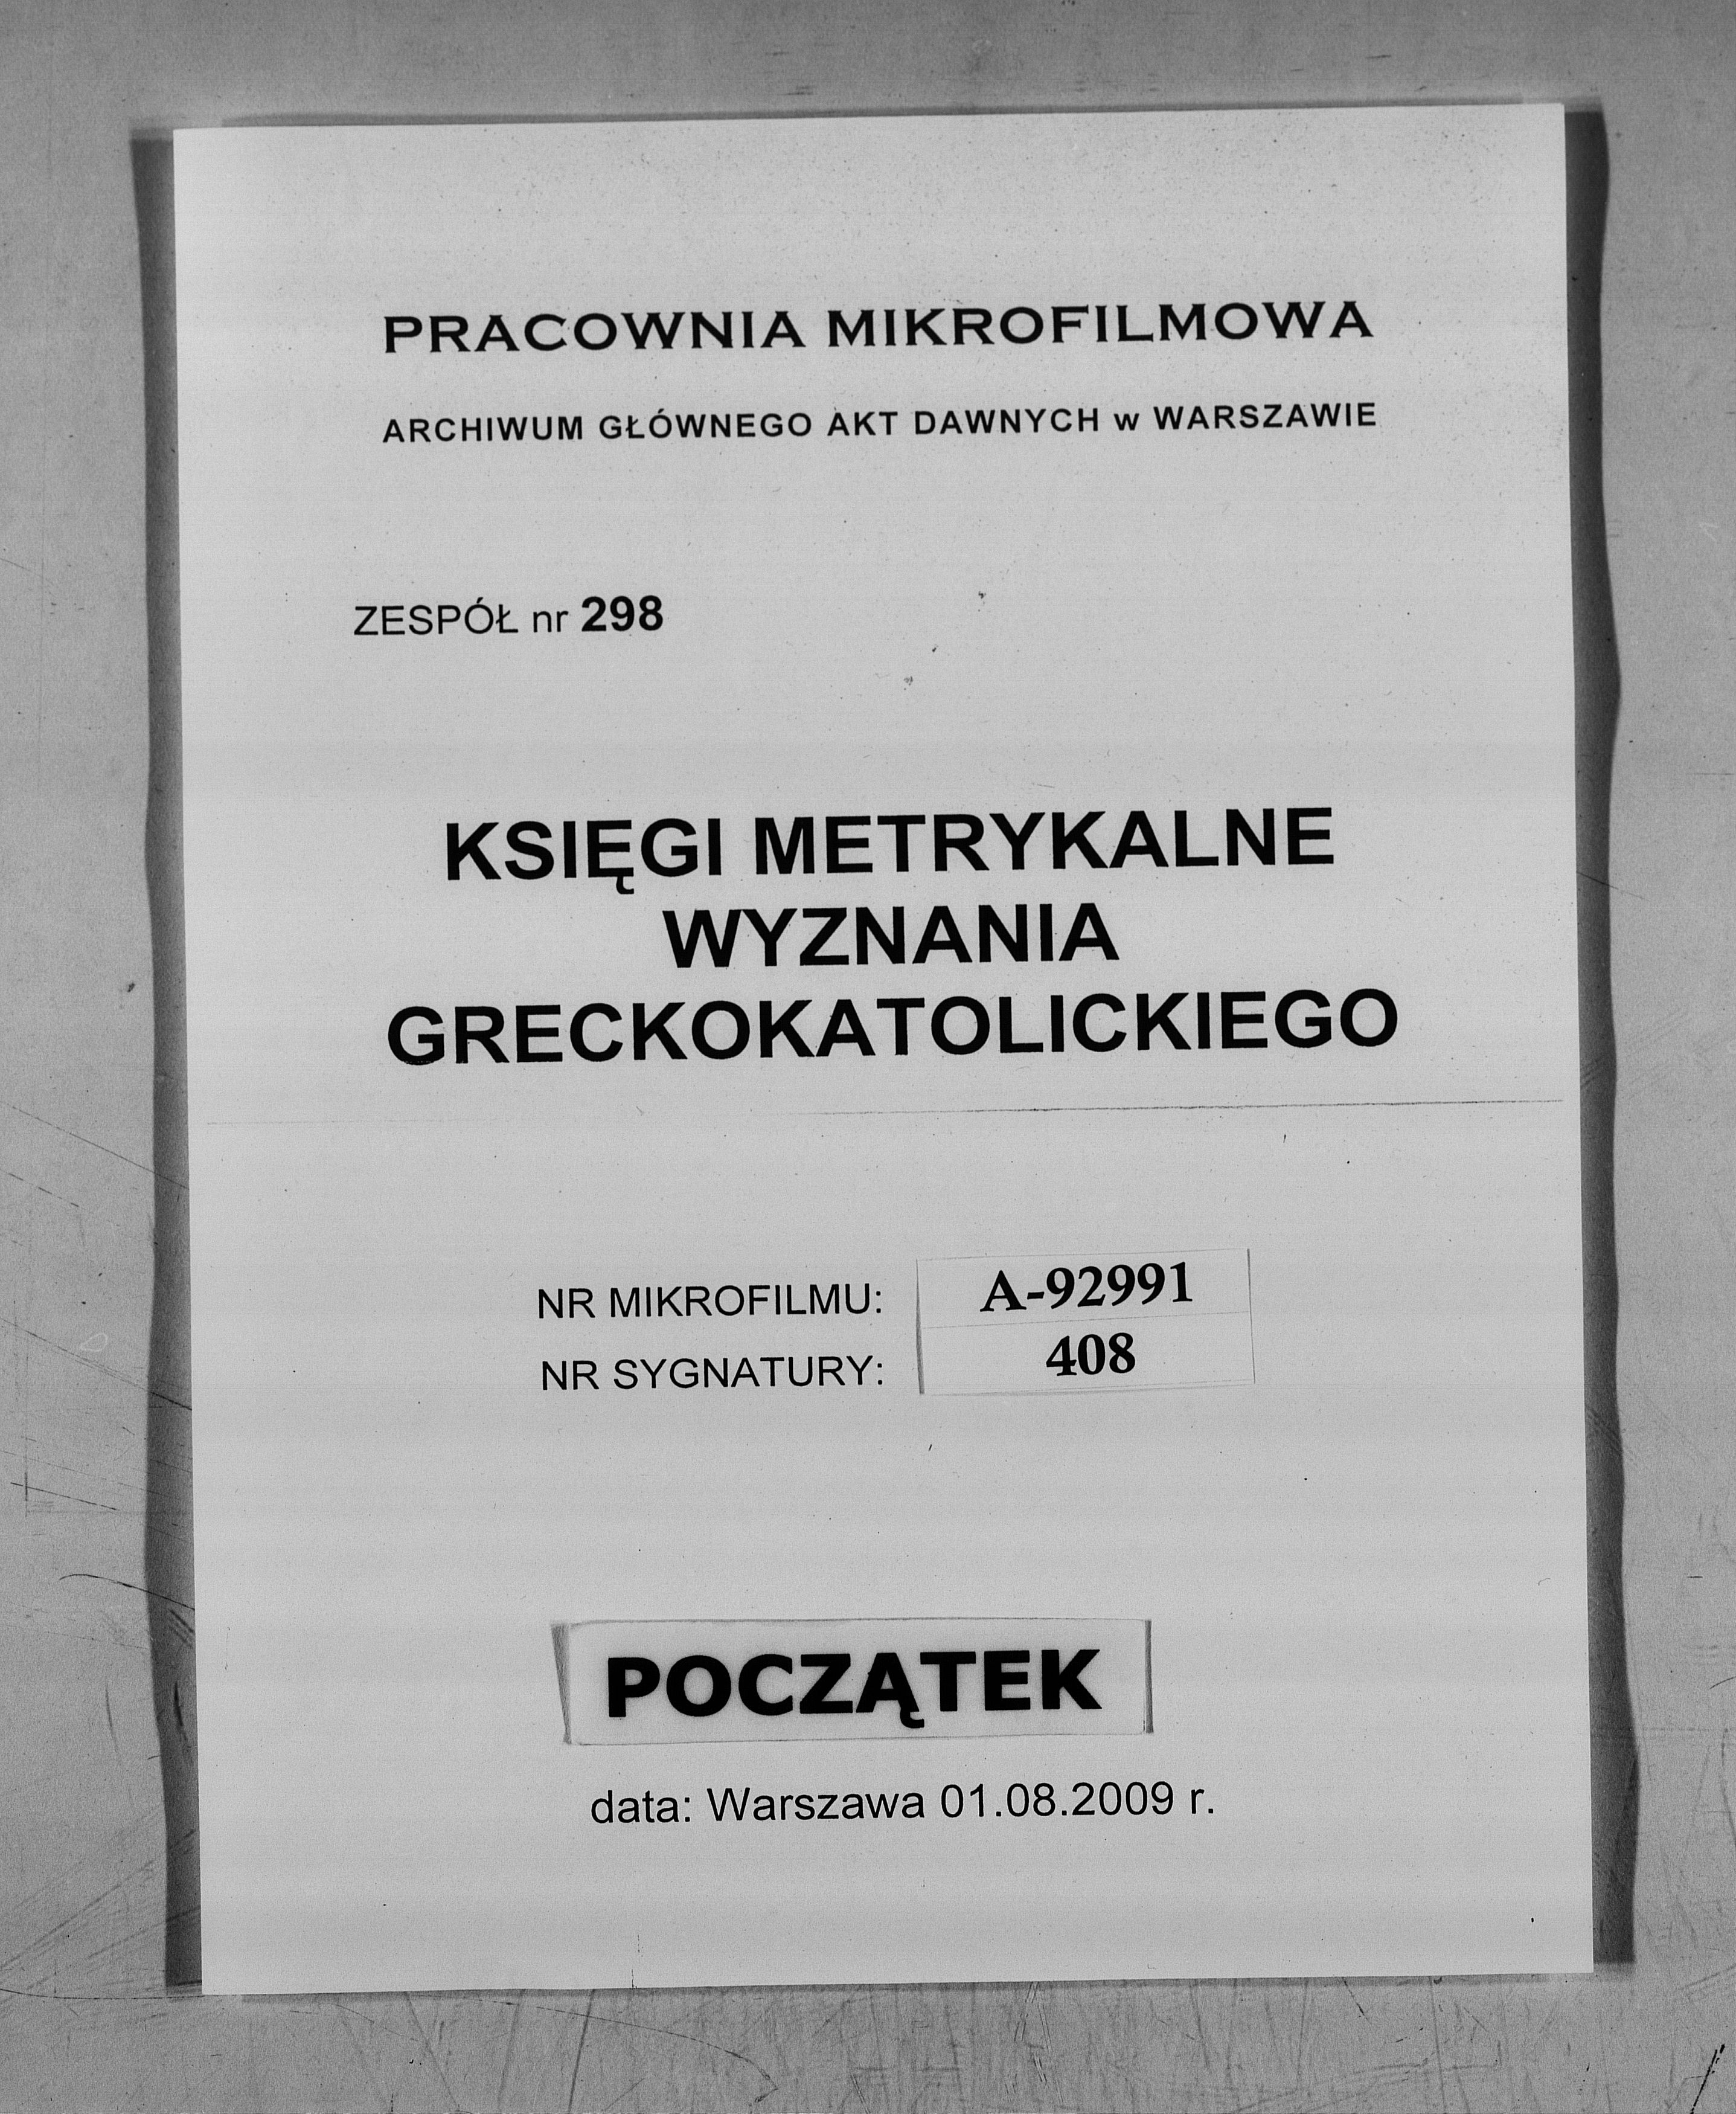 PRACOWNIA MIKROFILMOWA
ARCHIWUM GŁÓWNEGO AKT DAWNYCH w WARSZAWIE
ZESPÓŁ nr 298
KSIĘGI METRYKALNE
WYZNANIA
GRECKOKATOLICKIEGO
NR MIKROFILMU: A-92991
NR SYGNATURY: 408
POCZĄTEK
data: Warszawa 01.08.2009 r.